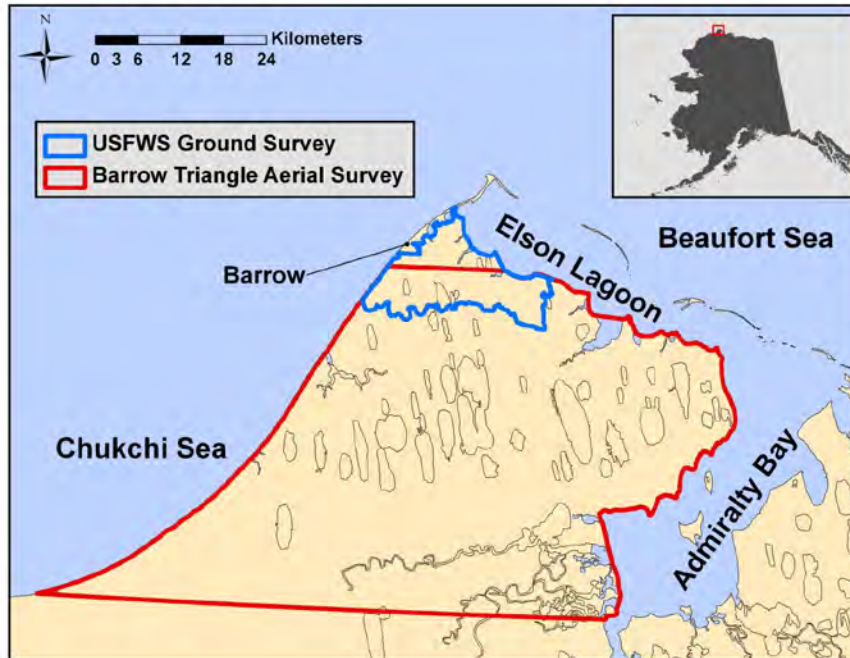 N
Kilometers
0 3 6 12 18 24
USFWS Ground Survey
Barrow Triangle Aerial Survey
Elson Lagoon
Beaufort Sea
Barrow
Chukchi Sea
Admiralty Bay